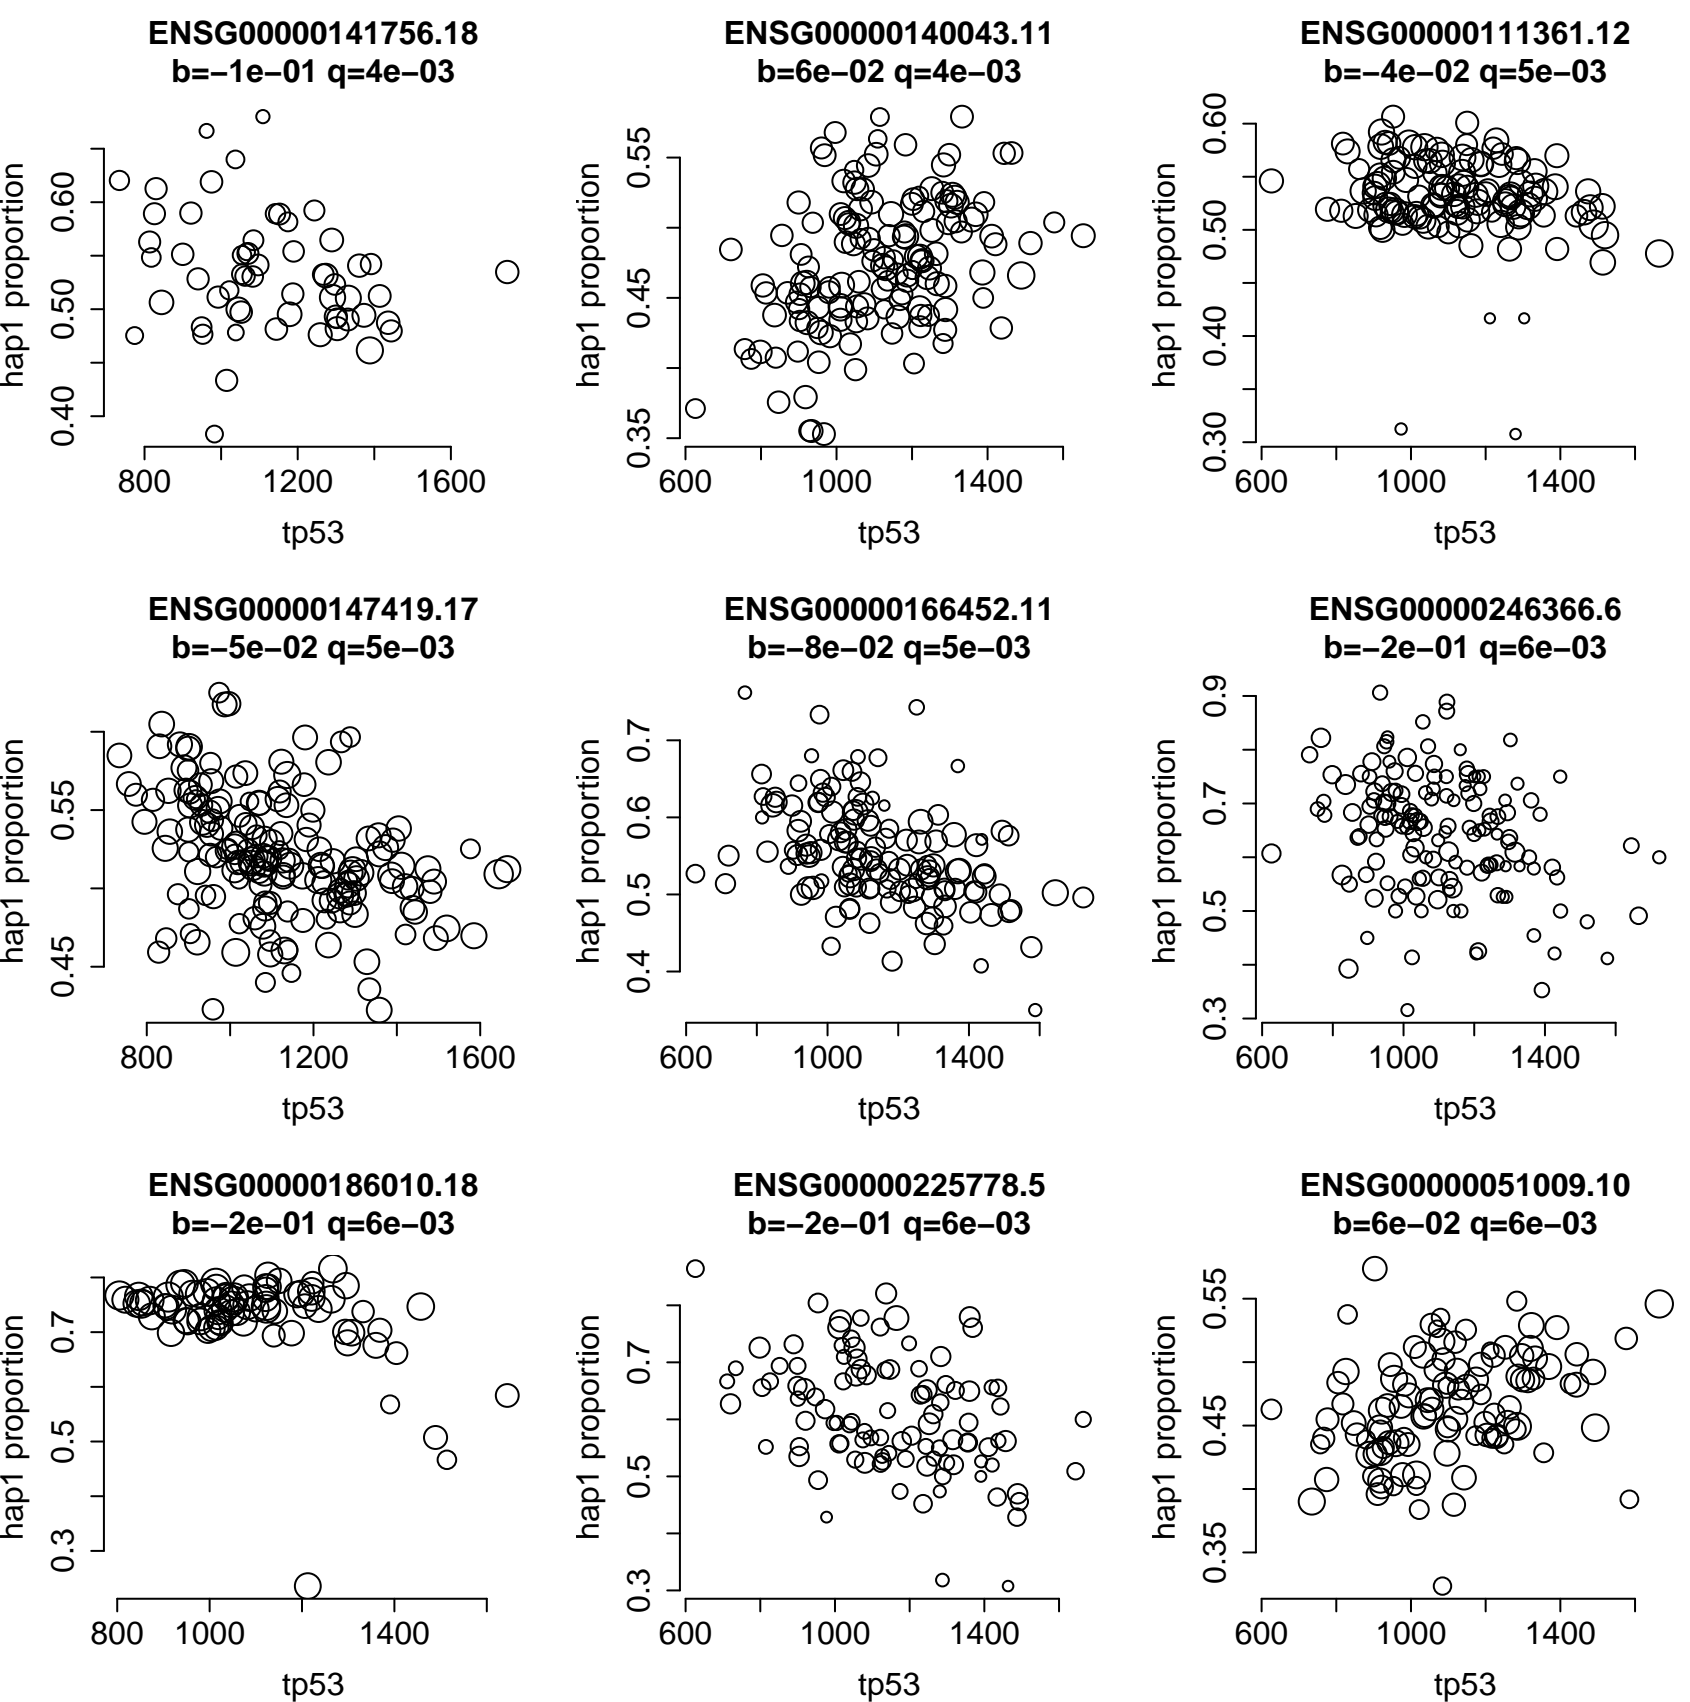 ENSG00000141756.18
b=−1e−01 q=4e−03
hap1 proportion
0.40 0.50 0.60
800 1200 1600
tp53
ENSG00000140043.11
b=6e−02 q=4e−03
hap1 proportion
0.35 0.45 0.55
600 1000 1400
tp53
ENSG00000111361.12
b=−4e−02 q=5e−03
hap1 proportion
0.30 0.40 0.50 0.60
600 1000 1400
tp53
ENSG00000147419.17
b=−5e−02 q=5e−03
hap1 proportion
0.45 0.55
800 1200 1600
tp53
ENSG00000166452.11
b=−8e−02 q=5e−03
hap1 proportion
0.4 0.5 0.6 0.7
600 1000 1400
tp53
ENSG00000246366.6
b=−2e−01 q=6e−03
hap1 proportion
0.3 0.5 0.7 0.9
600 1000 1400
tp53
ENSG00000186010.18
b=−2e−01 q=6e−03
hap1 proportion
0.3 0.5 0.7
800 1000 1400
tp53
ENSG00000225778.5
b=−2e−01 q=6e−03
hap1 proportion
0.3 0.5 0.7
600 1000 1400
tp53
ENSG00000051009.10
b=6e−02 q=6e−03
hap1 proportion
0.35 0.45 0.55
600 1000 1400
tp53